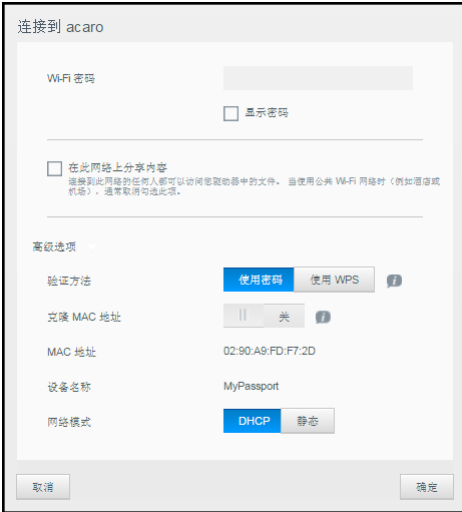 连接到 acaro
Wi-Fi 密码
显示密码
在此网络上分享内容
连接到此网络的任何人都可以访问您驱动器中的文件。 当使用公共 Wi-Fi 网络时（例如酒店或
机场），通常取消勾选此项。
高级选项
验证方法 使用密码 使用 WPS
克隆 MAC 地址 关
MAC 地址 02:90:A9:FD:F7:2D
设备名称 MyPassport
网络模式 DHCP 静态
取消 确定